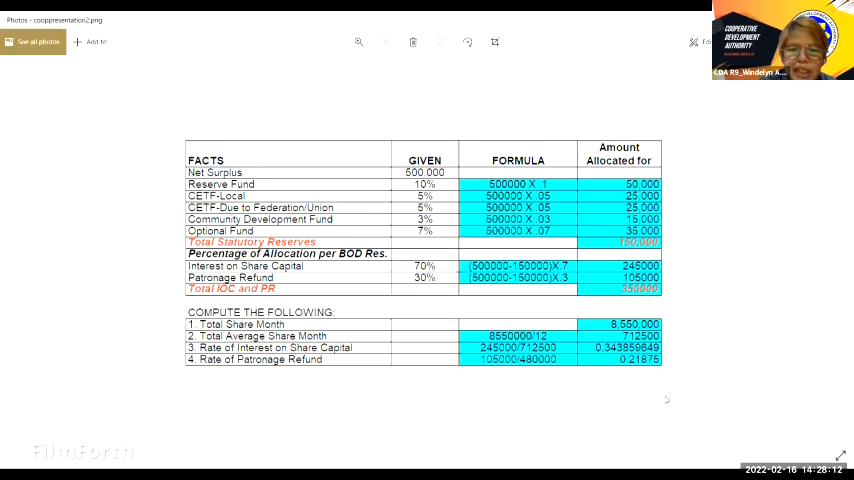 Photos - cooppresentation2.png
See all photos + Add to
COOPERATIVE
DEVELOPMENT
AUTHORITY
CDA R9_Windelyn A....
FACTS GIVEN FORMULA Amount Allocated for
Net Surplus 500,000
Reserve Fund 10% 500000 X .1 50,000
CETF-Local 5% 500000 X .05 25,000
CETF-Due to Federation/Union 5% 500000 X .05 25,000
Community Development Fund 3% 500000 X .03 15,000
Optional Fund 7% 500000 X .07 35,000
Total Statutory Reserves 150,000
Percentage of Allocation per BOD Res.
Interest on Share Capital 70% (500000-150000)X.7 245000
Patronage Refund 30% (500000-150000)X.3 105000
Total IOC and PR 350000
COMPUTE THE FOLLOWING:
1. Total Share Month 8,550,000
2. Total Average Share Month 8550000/12 712500
3. Rate of Interest on Share Capital 245000/712500 0.343859649
4. Rate of Patronage Refund 105000/480000 0.21875
FilmForth
2022-02-16 14:28:12